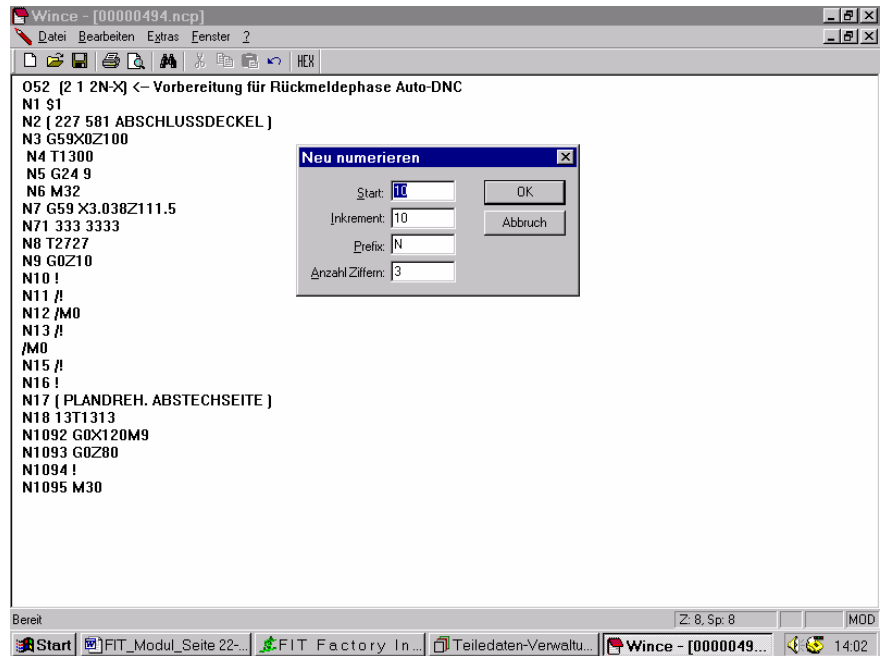 Wince - [00000494.ncp]
Datei Bearbeiten Extras Fenster ?
HEX
O52 (2 1 2N-X) <– Vorbereitung für Rückmeldephase Auto-DNC
N1 $1
N2 ( 227 581 ABSCHLUSSDECKEL )
N3 G59X0Z100
N4 T1300
N5 G24 9
N6 M32
N7 G59 X3.038Z111.5
N71 333 3333
N8 T2727
N9 G0Z10
N10 !
N11 /!
N12 /M0
N13 /!
/M0
N15 /!
N16 !
N17 ( PLANDREH. ABSTECHSEITE )
N18 13T1313
N1092 G0X120M9
N1093 G0Z80
N1094 !
N1095 M30
Neu numerieren
Start: 10
OK
Inkrement: 10
Abbruch
Prefix: N
Anzahl Ziffern: 3
Bereit
Z: 8, Sp: 8
MOD
Start
FIT_Modul_Seite 22-...
FIT Factory In...
Teiledaten-Verwaltu...
Wince - [0000049...
14:02